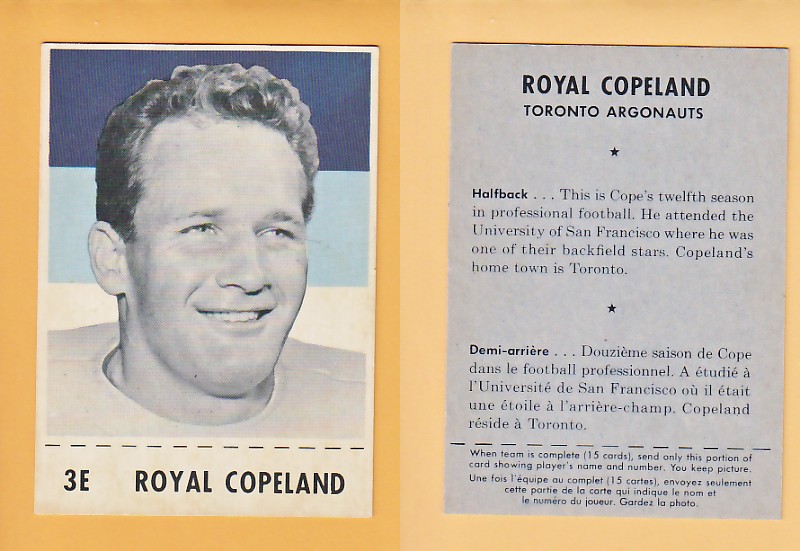 3E ROYAL COPELAND
ROYAL COPELAND
TORONTO ARGONAUTS
Halfback . . . This is Cope's twelfth season
in professional football. He attended the
University of San Francisco where he was
one of their backfield stars. Copeland's
home town is Toronto.
Demi-arrière . . . Douzième saison de Cope
dans le football professionnel. A étudié à
l'Université de San Francisco où il était
une étoile à l'arrière-champ. Copeland
réside à Toronto.
When team is complete (15 cards), send only this portion of
card showing player's name and number. You keep picture.
Une fois l'équipe au complet (15 cartes), envoyez seulement
cette partie de la carte qui indique le nom et
le numéro du joueur. Gardez la photo.